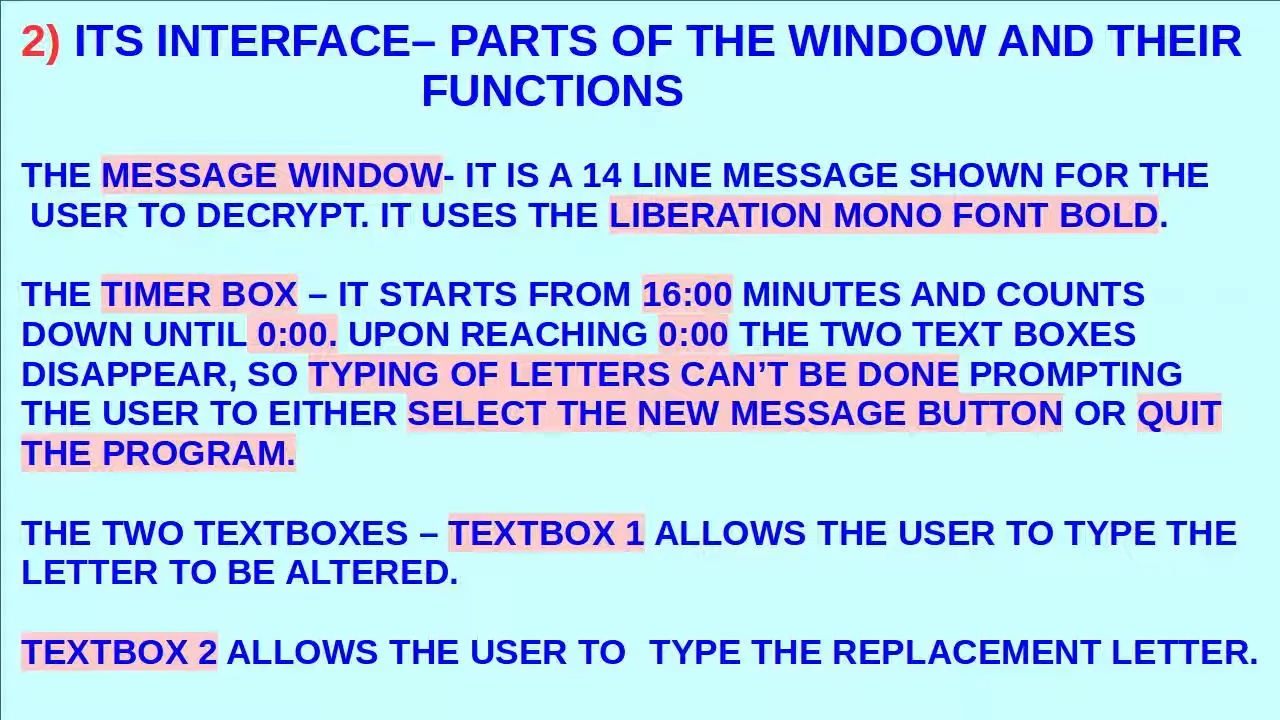 2) ITS INTERFACE– PARTS OF THE WINDOW AND THEIR
FUNCTIONS
THE MESSAGE WINDOW- IT IS A 14 LINE MESSAGE SHOWN FOR THE
USER TO DECRYPT. IT USES THE LIBERATION MONO FONT BOLD.
THE TIMER BOX – IT STARTS FROM 16:00 MINUTES AND COUNTS
DOWN UNTIL 0:00. UPON REACHING 0:00 THE TWO TEXT BOXES
DISAPPEAR, SO TYPING OF LETTERS CAN’T BE DONE PROMPTING
THE USER TO EITHER SELECT THE NEW MESSAGE BUTTON OR QUIT
THE PROGRAM.
THE TWO TEXTBOXES – TEXTBOX 1 ALLOWS THE USER TO TYPE THE
LETTER TO BE ALTERED.
TEXTBOX 2 ALLOWS THE USER TO TYPE THE REPLACEMENT LETTER.